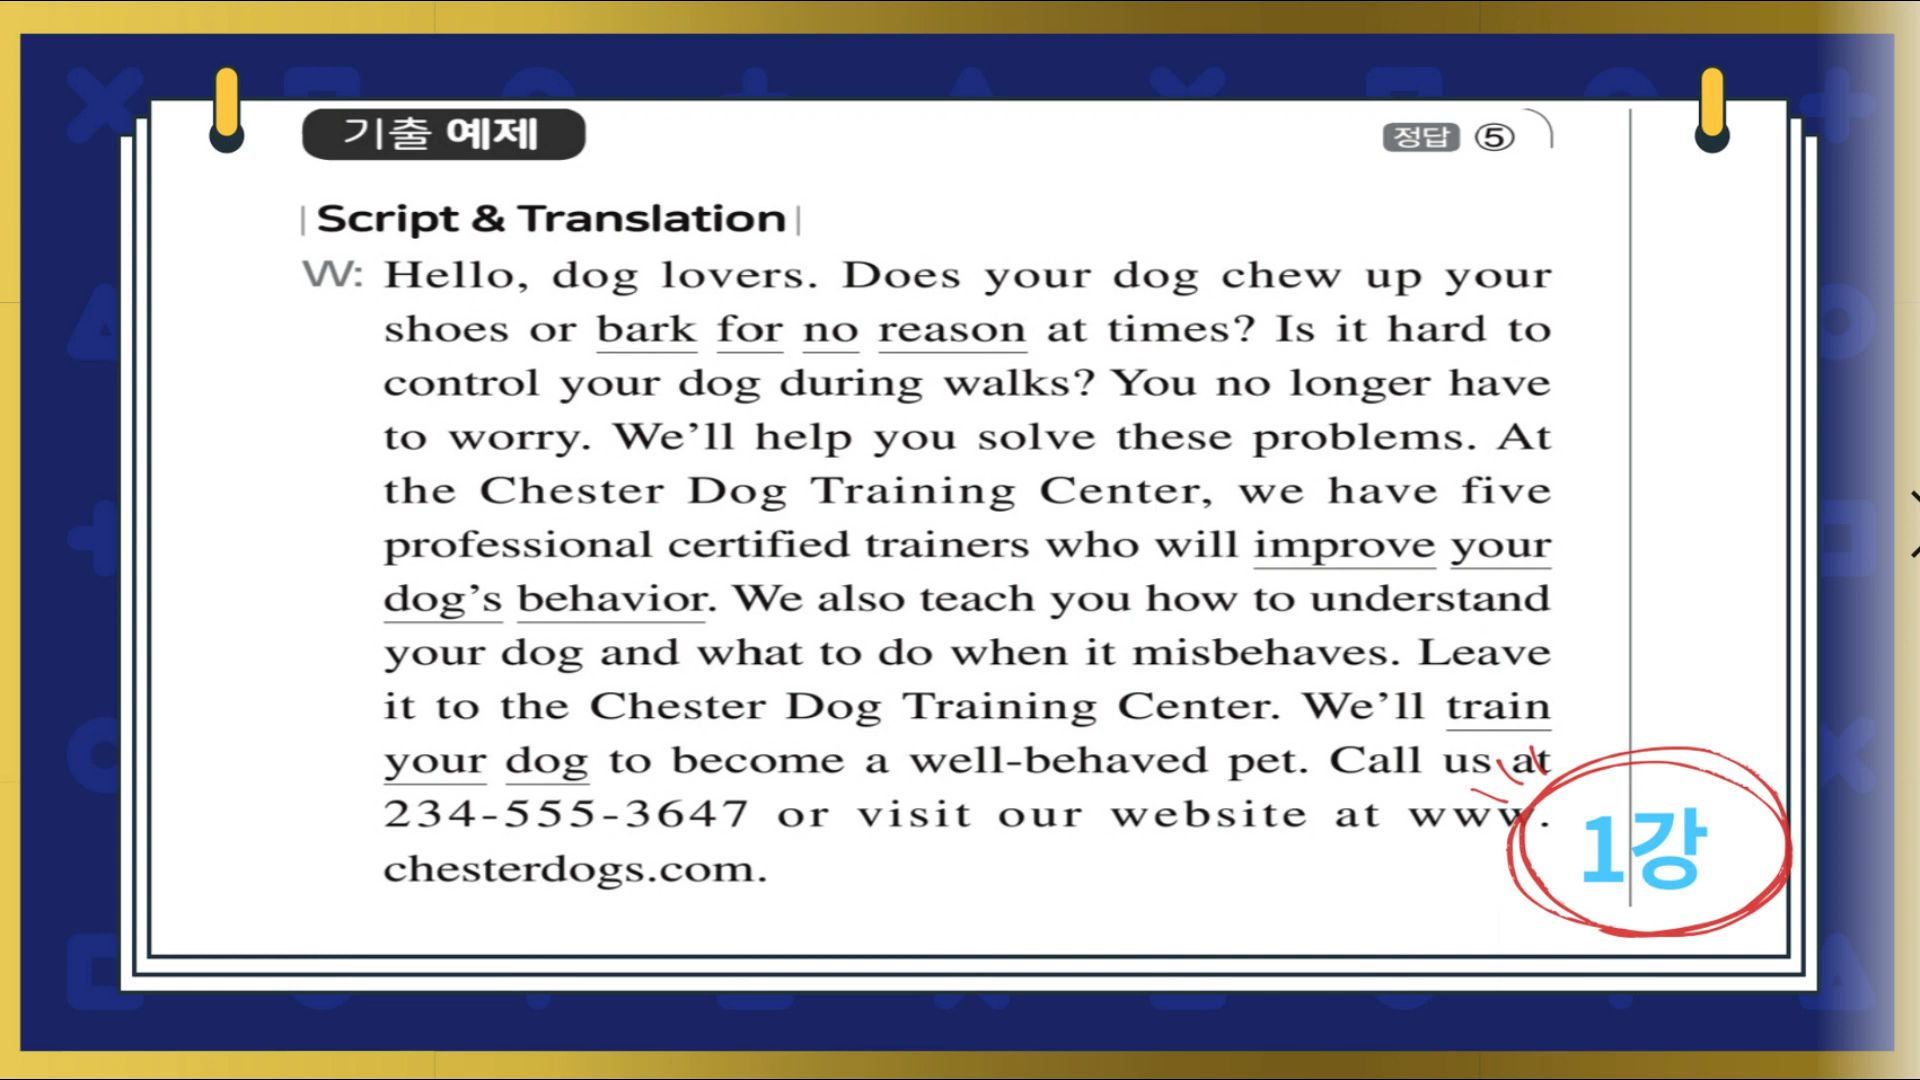 기출 예제
정답 ⑤
| Script & Translation |
W: Hello, dog lovers. Does your dog chew up your
shoes or bark for no reason at times? Is it hard to
control your dog during walks? You no longer have
to worry. We’ll help you solve these problems. At
the Chester Dog Training Center, we have five
professional certified trainers who will improve your
dog’s behavior. We also teach you how to understand
your dog and what to do when it misbehaves. Leave
it to the Chester Dog Training Center. We’ll train
your dog to become a well-behaved pet. Call us at
234-555-3647 or visit our website at www.
chesterdogs.com.
1강